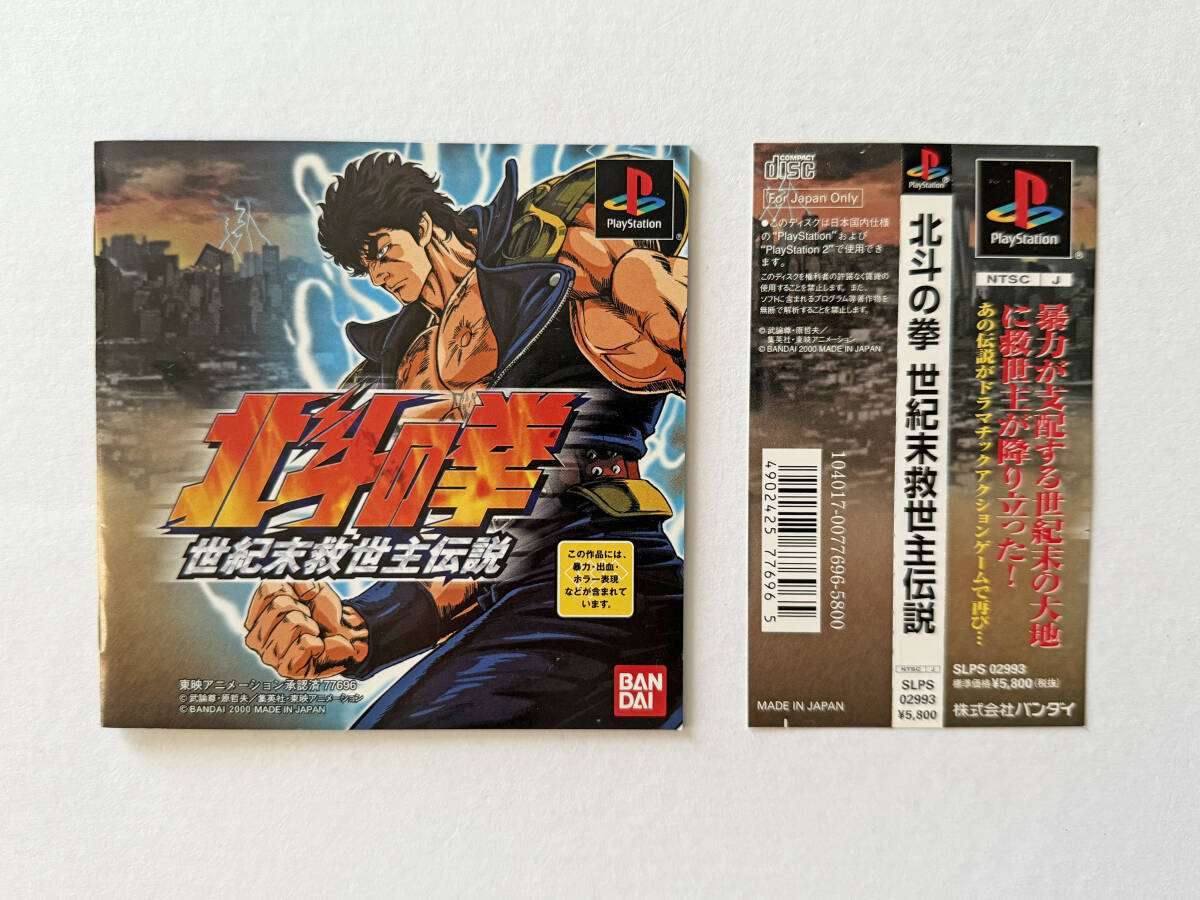 PlayStation
北斗の拳
世紀末救世主伝説
この作品には、
暴力・出血・
ホラー表現
などが含まれて
います。
東映アニメーション承認済 77696
© 武論尊・原哲夫／集英社・東映アニメーション
© BANDAI 2000 MADE IN JAPAN
BAN
DAI
COMPACT
disc
For Japan Only
●このディスクは日本国内仕様
の"PlayStation"および
"PlayStation 2"で使用でき
ます。
このディスクを権利者の許諾なく賃貸の
使用することを禁止します。また、
ソフトに含まれるプログラム等著作物を
無断で解析することを禁止します。
© 武論尊・原哲夫／
集英社・東映アニメーション
© BANDAI 2000 MADE IN JAPAN
104017-0077696-5800
4902425 776965
MADE IN JAPAN
PlayStation
北斗の拳 世紀末救世主伝説
NTSC J
SLPS
02993
¥5,800
PlayStation
NTSC J
暴力が支配する世紀末の大地
に救世主が降り立った!
あの伝説がドラマチックアクションゲームで再び…
SLPS 02993
標準価格¥5,800(税抜)
株式会社バンダイ